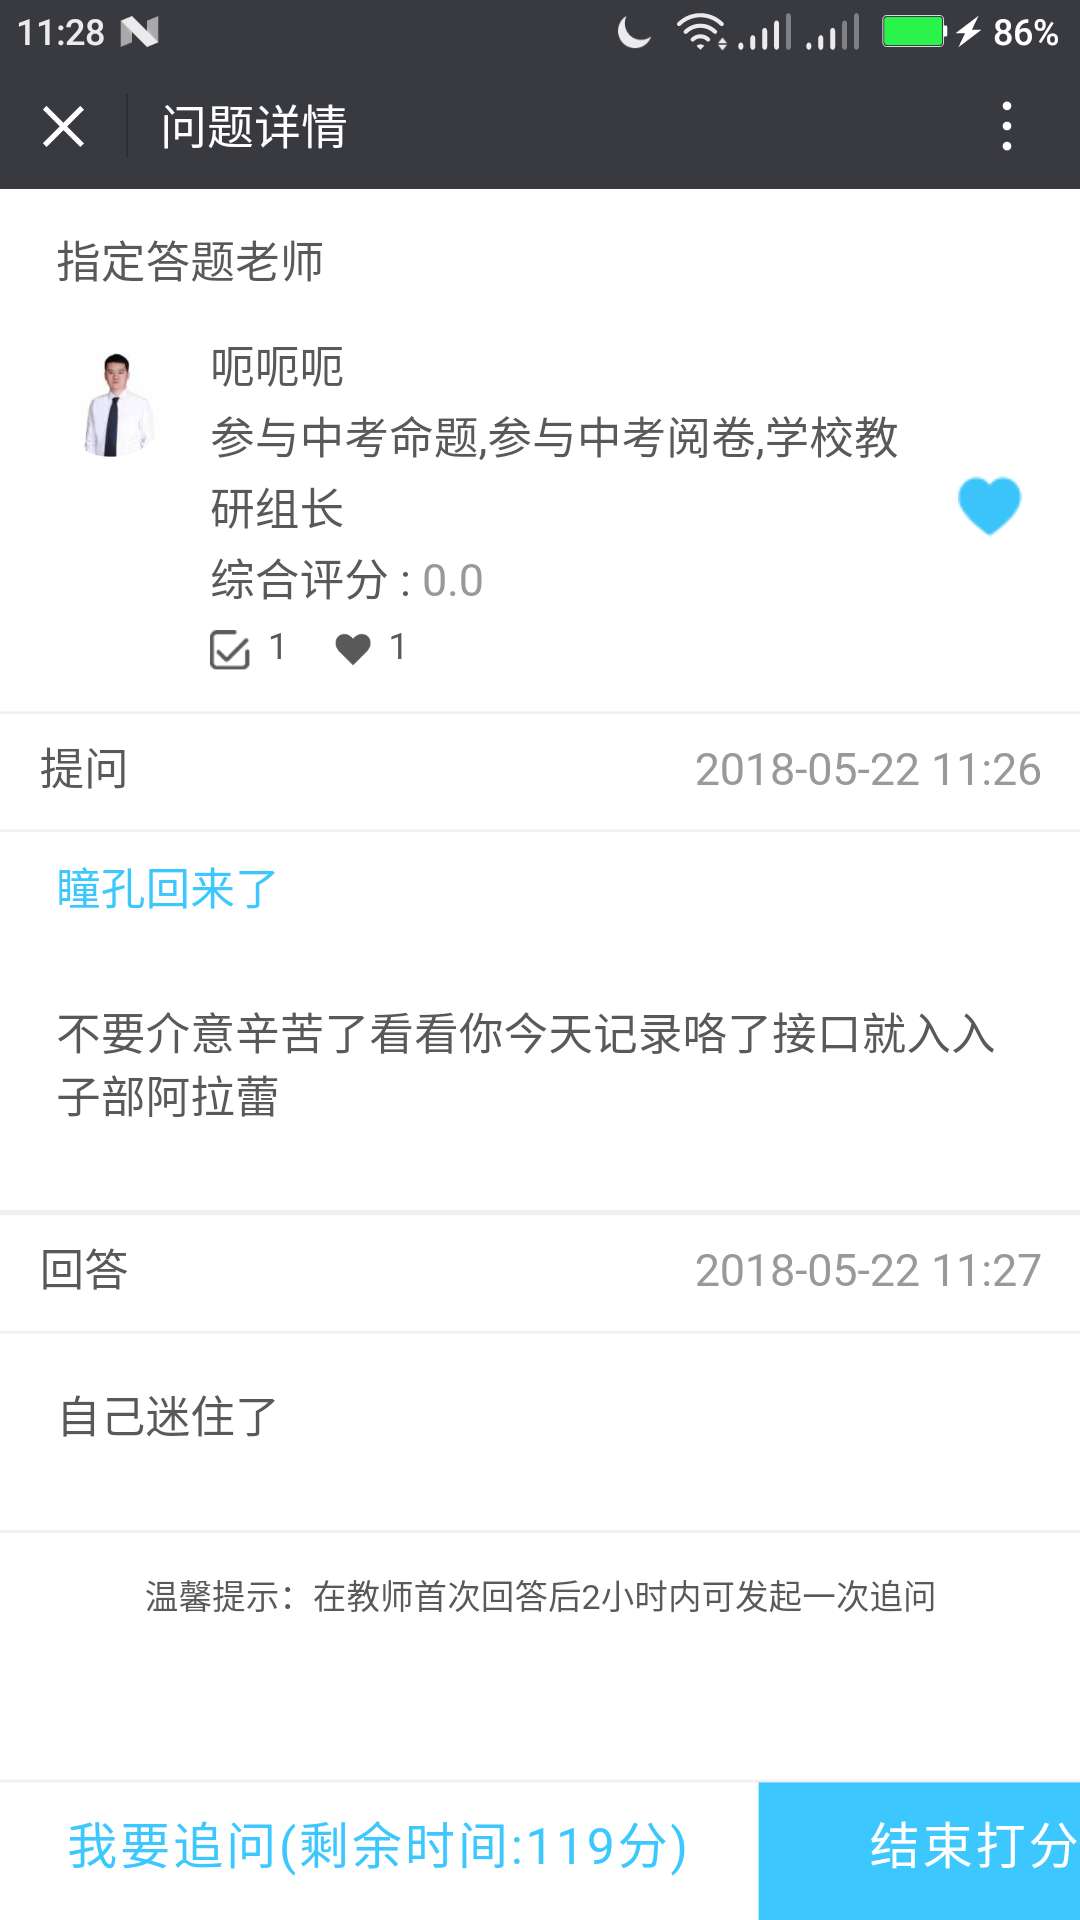 11:28
86%
问题详情
指定答题老师
呃呃呃
参与中考命题,参与中考阅卷,学校教
研组长
综合评分 : 0.0
1 1
提问 2018-05-22 11:26
瞳孔回来了
不要介意辛苦了看看你今天记录咯了接口就入入
子部阿拉蕾
回答 2018-05-22 11:27
自己迷住了
温馨提示：在教师首次回答后2小时内可发起一次追问
我要追问(剩余时间:119分) 结束打分